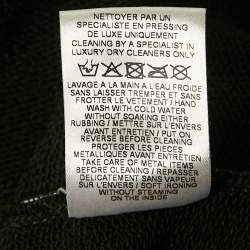 NETTOYER PAR UN
SPECIALISTE EN PRESSING
DE LUXE UNIQUEMENT
CLEANING BY A SPECIALIST IN
LUXURY DRY CLEANERS ONLY
LAVAGE A LA MAIN A L'EAU FROIDE
SANS LAISSER TREMPER ET SANS
FROTTER LE VETEMENT / HAND
WASH WITH COLD WATER
WITHOUT SOAKING EITHER
RUBBING / METTRE SUR L'ENVERS
AVANT ENTRETIEN / PUT ON
REVERSE BEFORE CLEANING
PROTEGER LES PIECES
METALLIQUES AVANT ENTRETIEN
TAKE CARE OF METAL ITEMS
BEFORE CLEANING / REPASSER
DELICATEMENT SANS VAPEUR
SUR L'ENVERS / SOFT IRONING
WITHOUT STEAMING
ON THE INSIDE